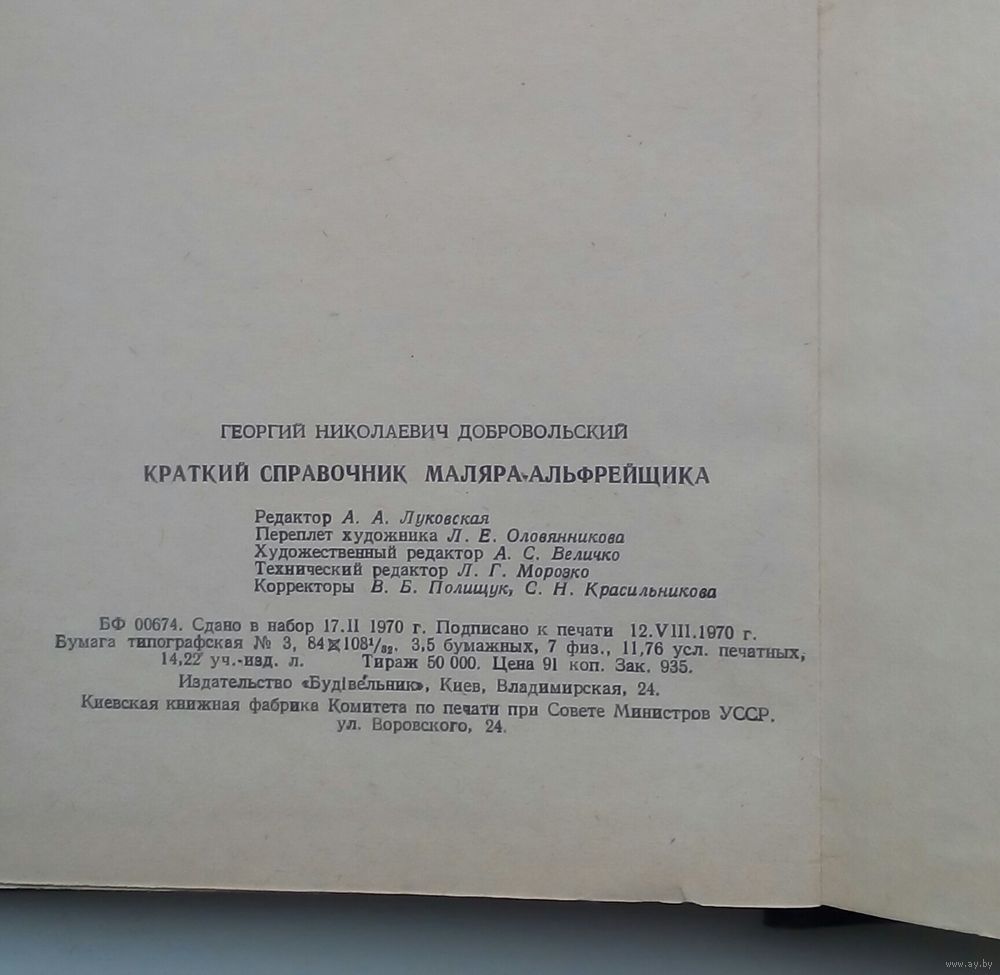 ГЕОРГИЙ НИКОЛАЕВИЧ ДОБРОВОЛЬСКИЙ
КРАТКИЙ СПРАВОЧНИК МАЛЯРА-АЛЬФРЕЙЩИКА
Редактор А. А. Луковская
Переплет художника Л. Е. Оловянникова
Художественный редактор А. С. Величко
Технический редактор Л. Г. Морозко
Корректоры В. Б. Полищук, С. Н. Красильникова
БФ 00674. Сдано в набор 17.II 1970 г. Подписано к печати 12.VIII.1970 г.
Бумага типографская № 3, 84×108¹/₃₂. 3,5 бумажных, 7 физ., 11,76 усл. печатных,
14,22 уч.-изд. л. Тираж 50 000. Цена 91 коп. Зак. 935.
Издательство «Будівельник», Киев, Владимирская, 24.
Киевская книжная фабрика Комитета по печати при Совете Министров УССР.
ул. Воровского, 24.
www.ay.by